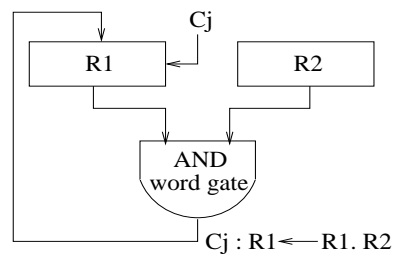 Cj
R1 R2
AND
word gate
Cj : R1 ← R1. R2